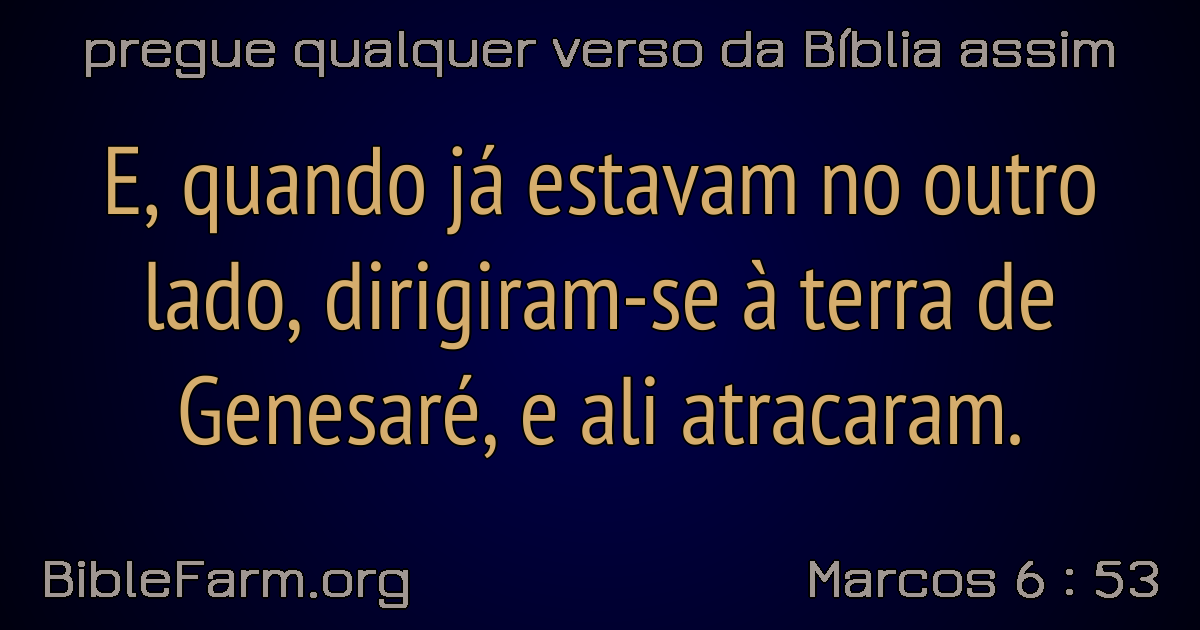 pregue qualquer verso da Bíblia assim
E, quando já estavam no outro
lado, dirigiram-se à terra de
Genesaré, e ali atracaram.
BibleFarm.org
Marcos 6 : 53